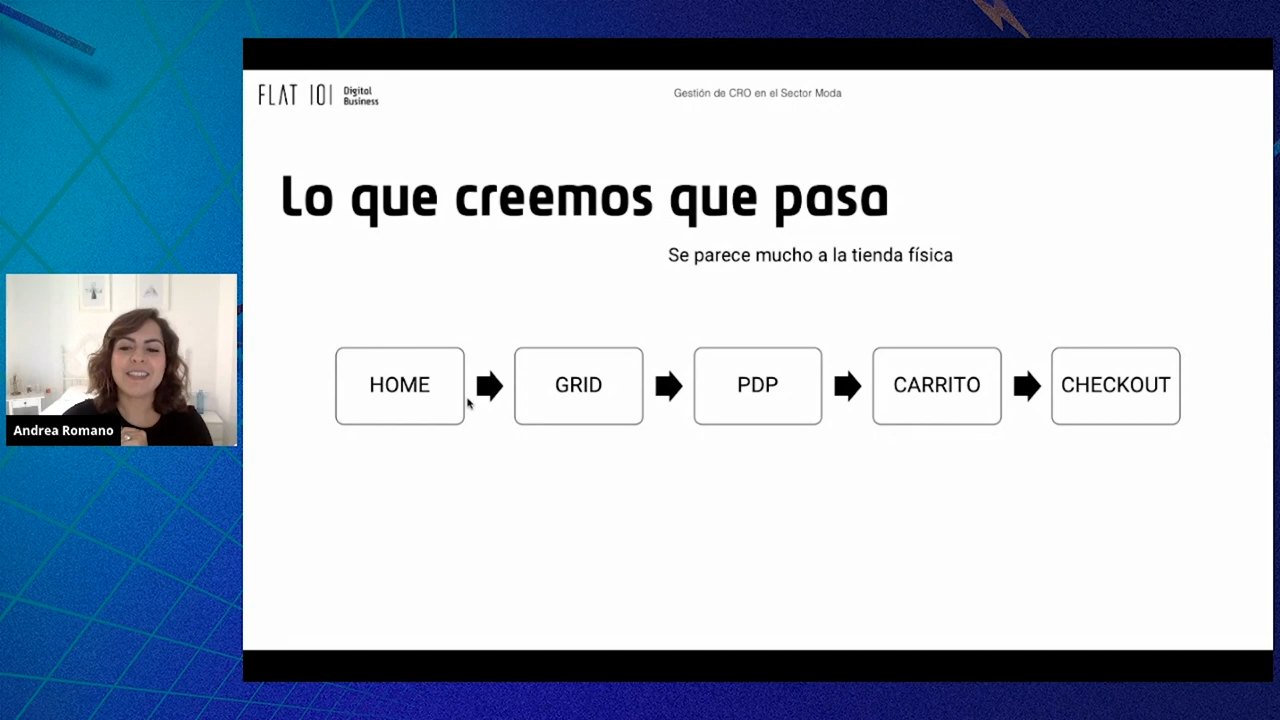 FLAT 101 Digital Business
Gestión de CRO en el Sector Moda
Lo que creemos que pasa
Se parece mucho a la tienda física
HOME
GRID
PDP
CARRITO
CHECKOUT
Andrea Romano